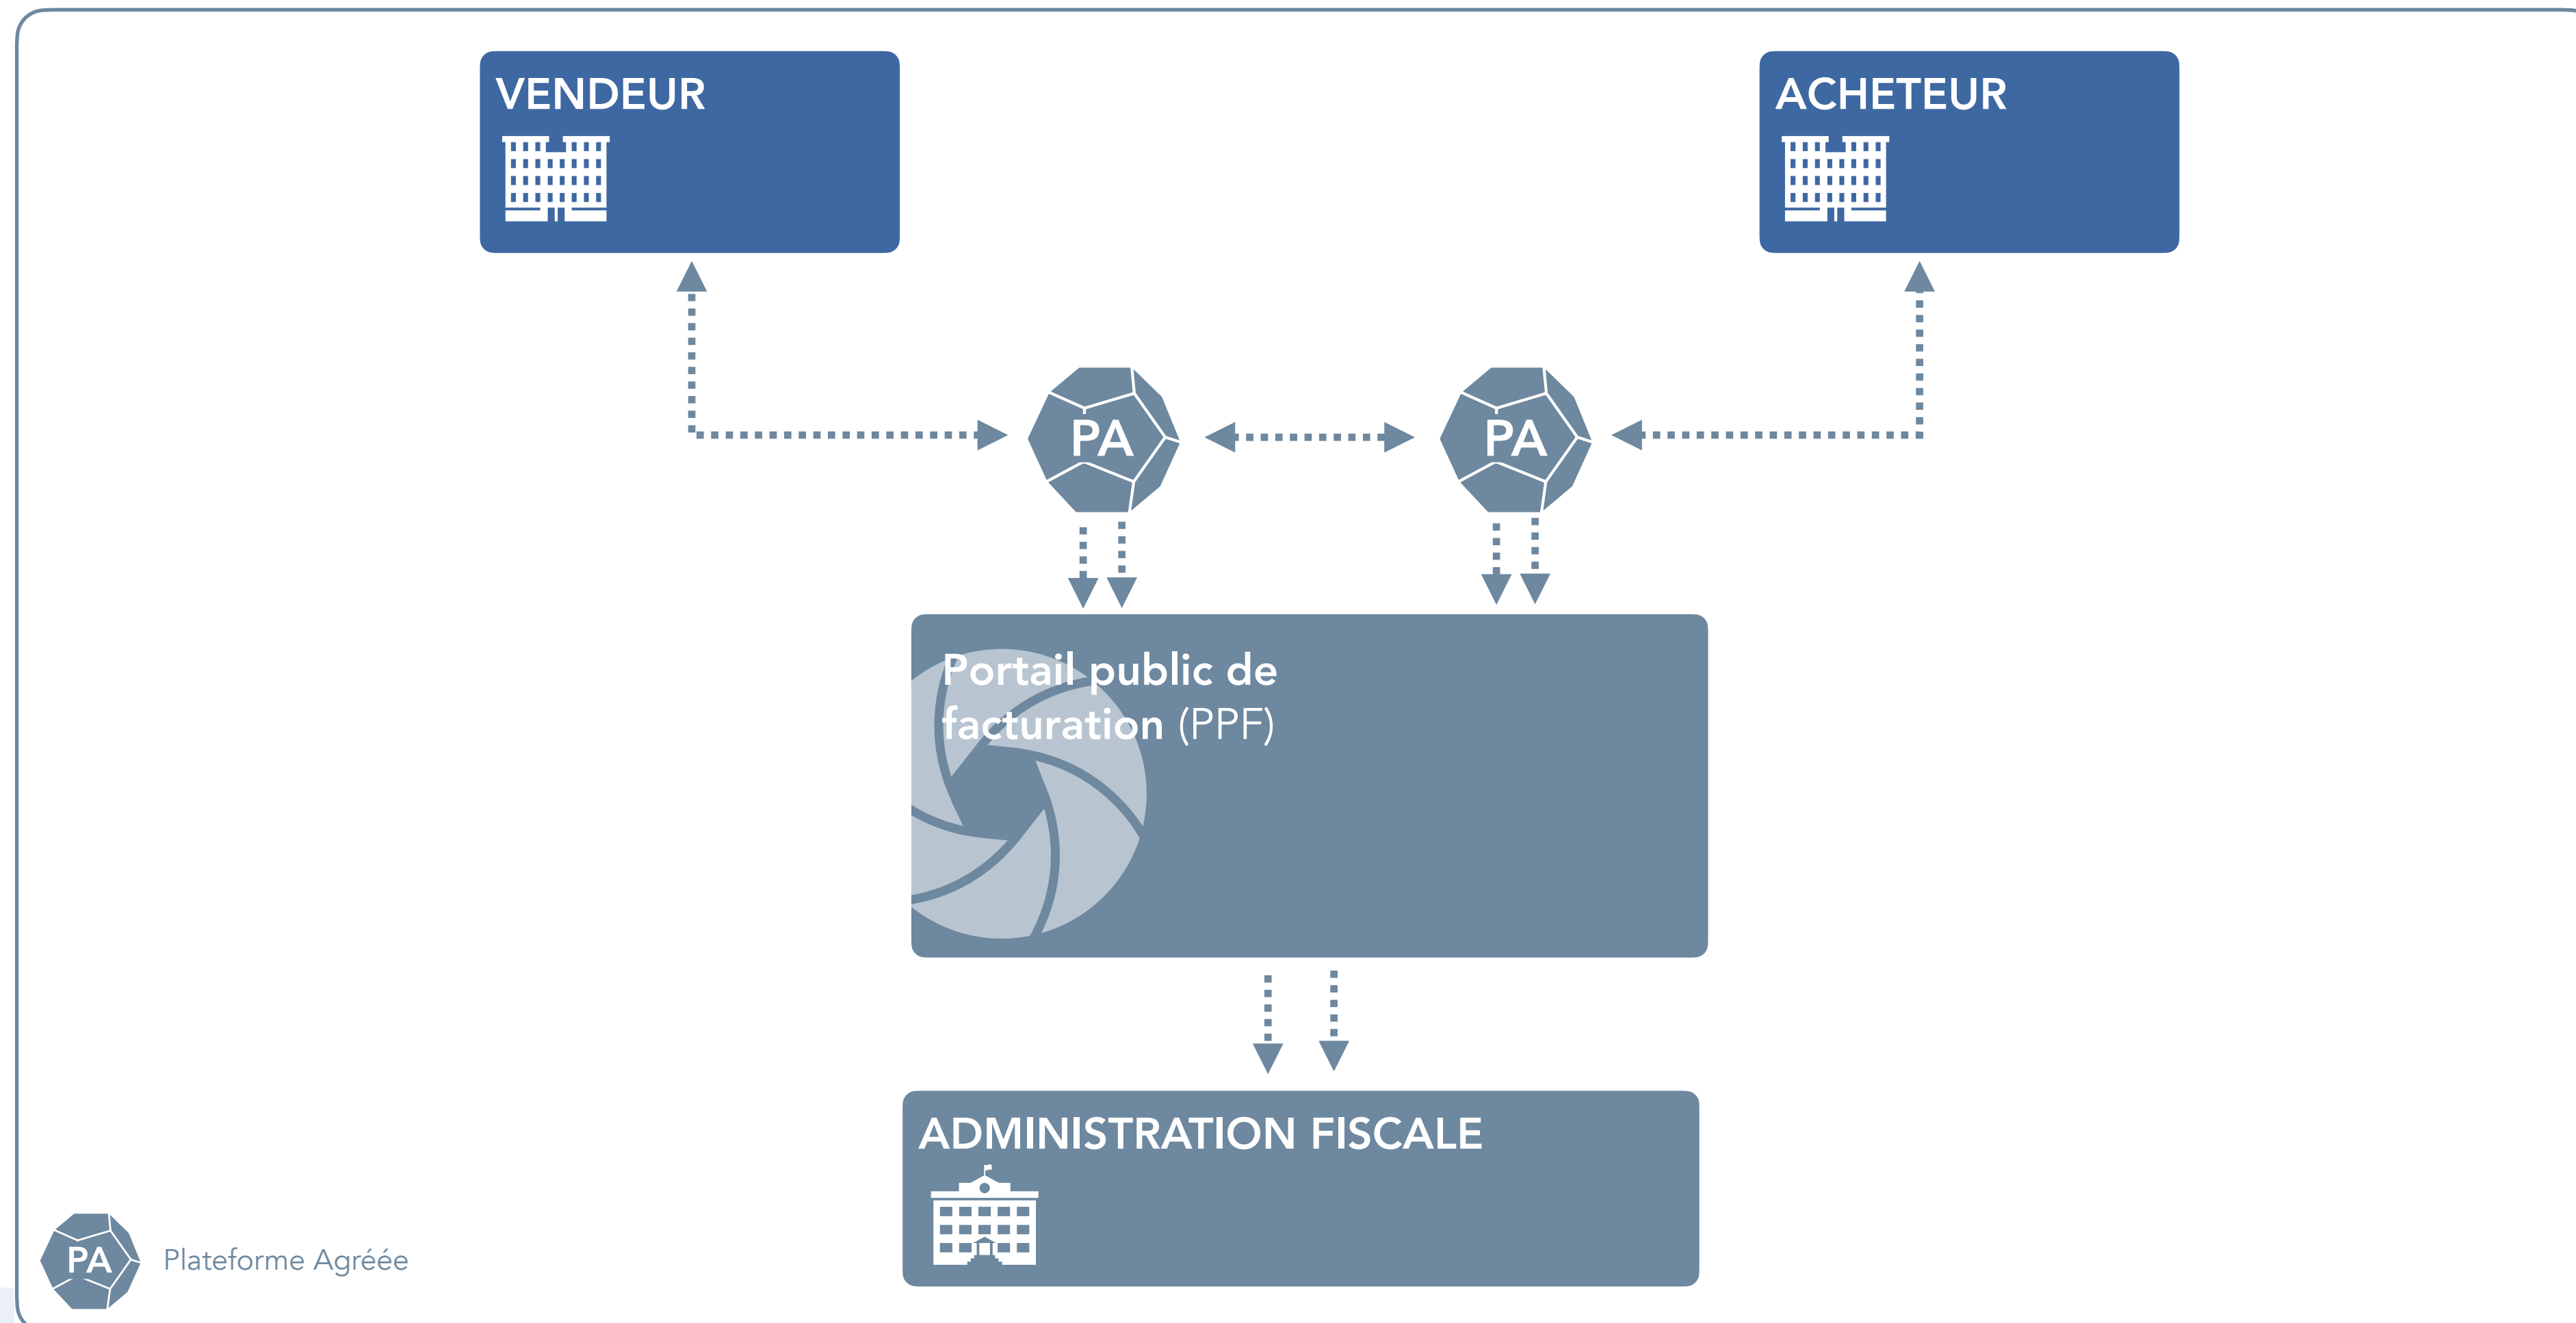 VENDEUR
ACHETEUR
PA
PA
Portail public de
facturation (PPF)
ADMINISTRATION FISCALE
PA
Plateforme Agréée